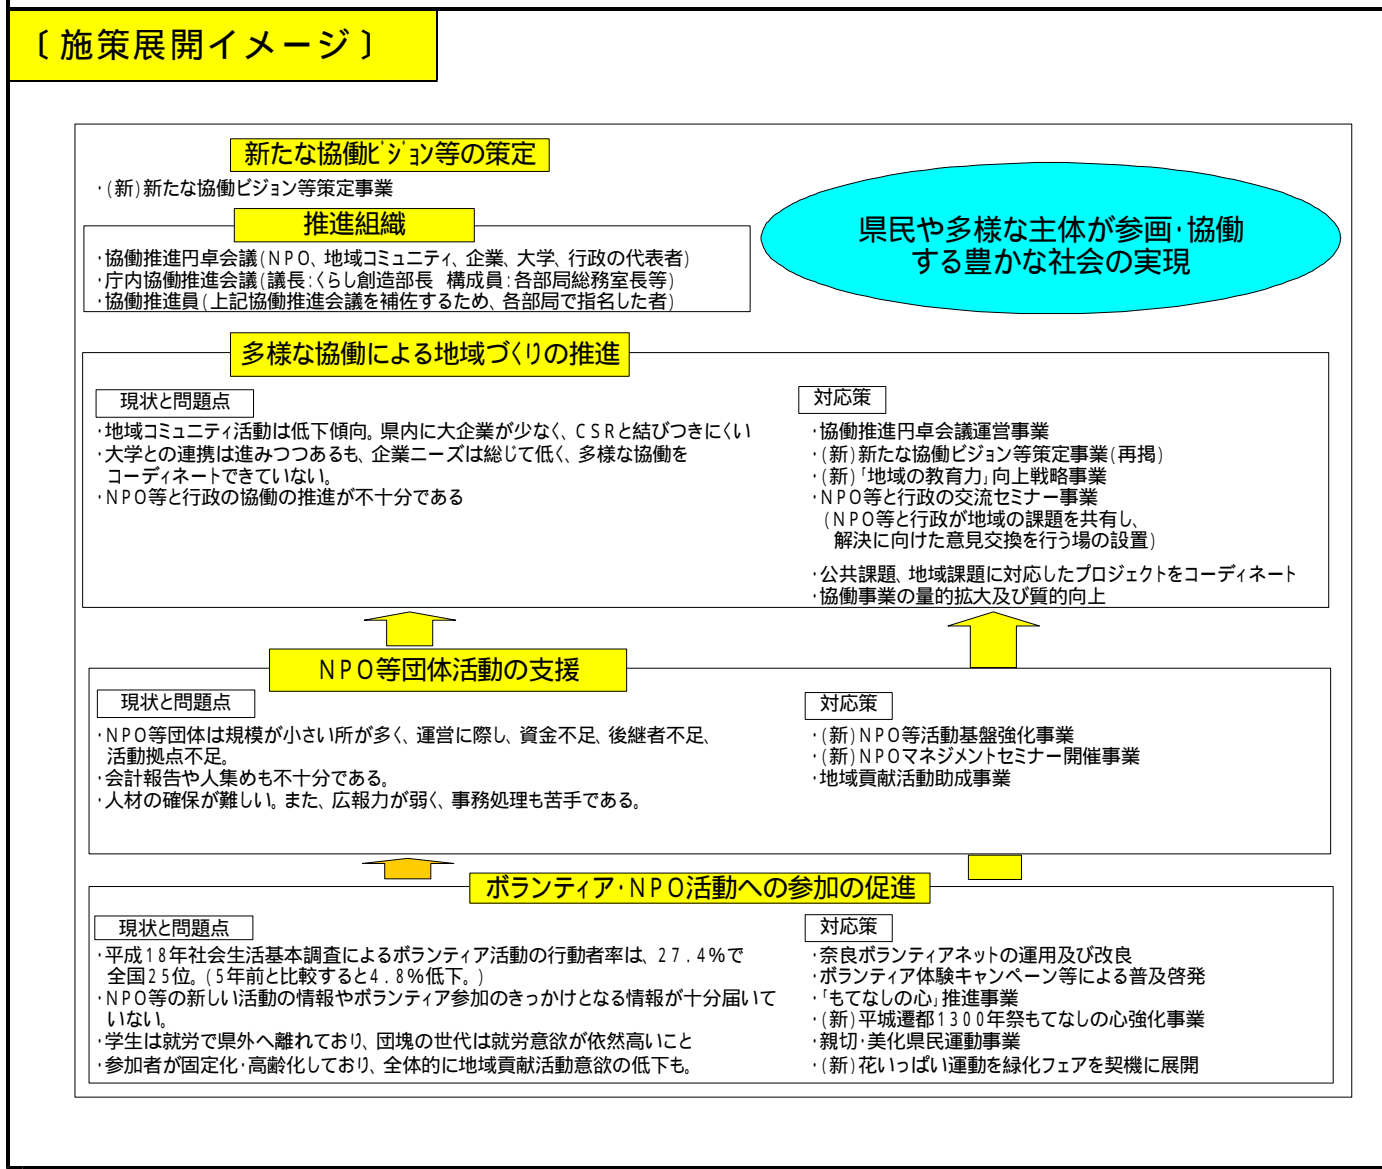 〔施策展開イメージ〕
新たな協働ビジョン等の策定
・(新)新たな協働ビジョン等策定事業
推進組織
・協働推進円卓会議(NPO、地域コミュニティ、企業、大学、行政の代表者)
・庁内協働推進会議(議長:くらし創造部長　構成員:各部局総務室長等)
・協働推進員(上記協働推進会議を補佐するため、各部局で指名した者)
県民や多様な主体が参画・協働
する豊かな社会の実現
多様な協働による地域づくりの推進
現状と問題点
・地域コミュニティ活動は低下傾向。県内に大企業が少なく、CSRと結びつきにくい
・大学との連携は進みつつあるも、企業ニーズは総じて低く、多様な協働を
コーディネートできていない。
・NPO等と行政の協働の推進が不十分である
対応策
・協働推進円卓会議運営事業
・(新)新たな協働ビジョン等策定事業(再掲)
・(新)「地域の教育力」向上戦略事業
・NPO等と行政の交流セミナー事業
(NPO等と行政が地域の課題を共有し、
解決に向けた意見交換を行う場の設置)
・公共課題、地域課題に対応したプロジェクトをコーディネート
・協働事業の量的拡大及び質的向上
NPO等団体活動の支援
現状と問題点
・NPO等団体は規模が小さい所が多く、運営に際し、資金不足、後継者不足、
活動拠点不足。
・会計報告や人集めも不十分である。
・人材の確保が難しい。また、広報力が弱く、事務処理も苦手である。
対応策
・(新)NPO等活動基盤強化事業
・(新)NPOマネジメントセミナー開催事業
・地域貢献活動助成事業
ボランティア・NPO活動への参加の促進
現状と問題点
・平成18年社会生活基本調査によるボランティア活動の行動者率は、27.4%で
全国25位。(5年前と比較すると4.8%低下。)
・NPO等の新しい活動の情報やボランティア参加のきっかけとなる情報が十分届いて
いない。
・学生は就労で県外へ離れており、団塊の世代は就労意欲が依然高いこと
・参加者が固定化・高齢化しており、全体的に地域貢献活動意欲の低下も。
対応策
・奈良ボランティアネットの運用及び改良
・ボランティア体験キャンペーン等による普及啓発
・「もてなしの心」推進事業
・(新)平城遷都1300年祭もてなしの心強化事業
・親切・美化県民運動事業
・(新)花いっぱい運動を緑化フェアを契機に展開